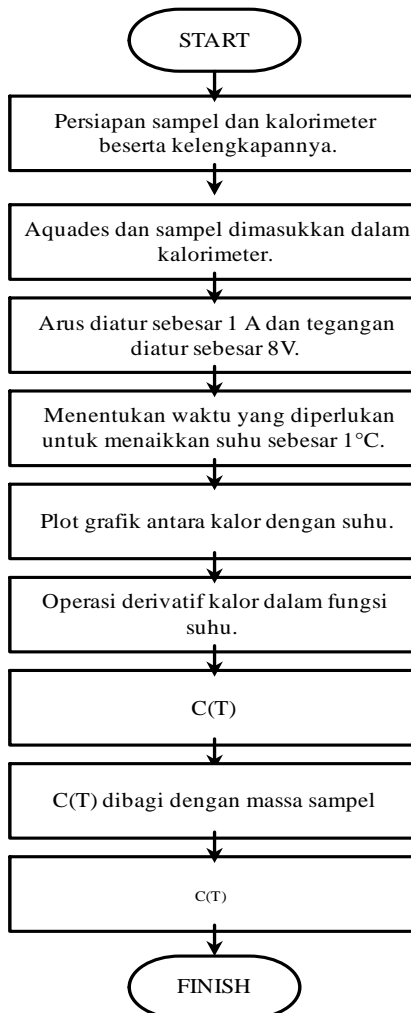 START
Persiapan sampel dan kalorimeter
beserta kelengkapannya.
Aquades dan sampel dimasukkan dalam
kalorimeter.
Arus diatur sebesar 1 A dan tegangan
diatur sebesar 8V.
Menentukan waktu yang diperlukan
untuk menaikkan suhu sebesar 1°C.
Plot grafik antara kalor dengan suhu.
Operasi derivatif kalor dalam fungsi
suhu.
C(T)
C(T) dibagi dengan massa sampel
C(T)
FINISH